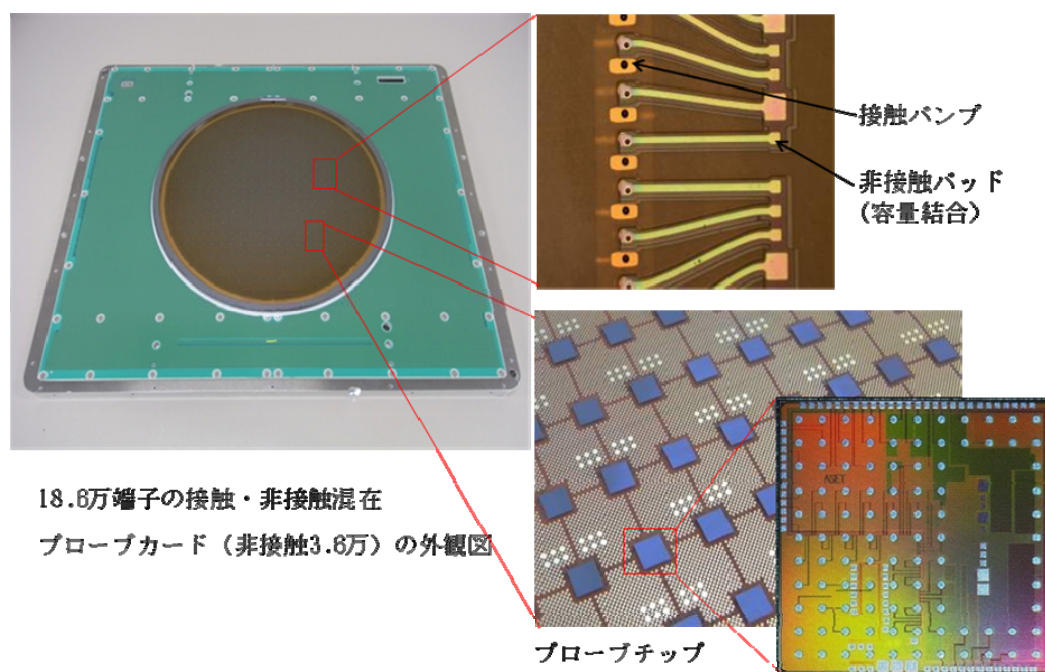 接触バンプ
非接触パッド
(容量結合)
18.6万端子の接触・非接触混在
プローブカード（非接触3.6万）の外観図
ASET
プローブチップ